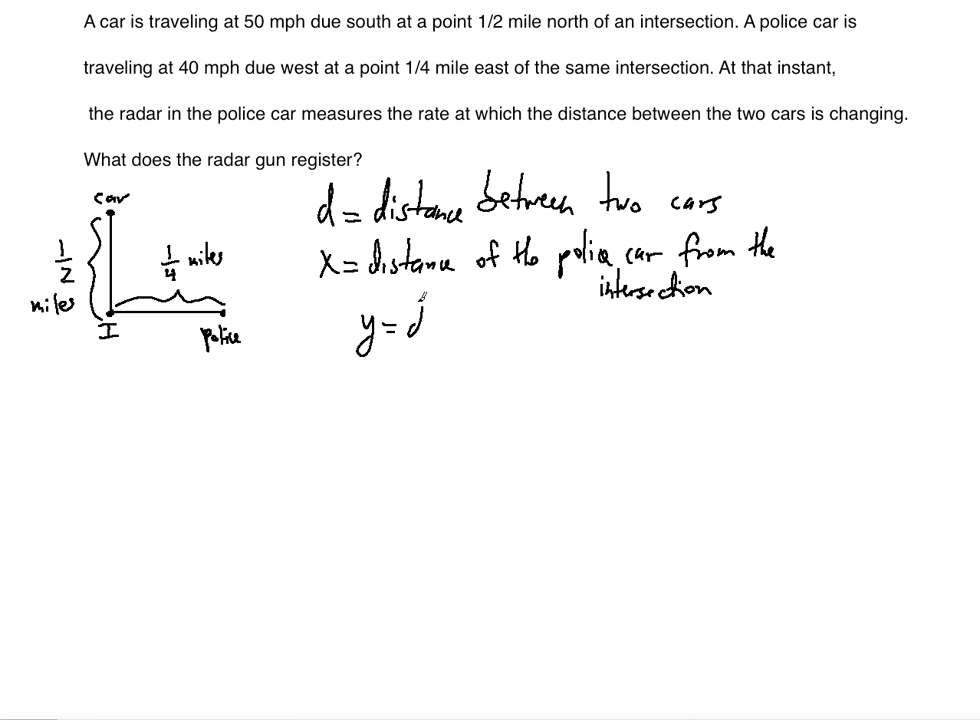 A car is traveling at 50 mph due south at a point 1/2 mile north of an intersection. A police car is
traveling at 40 mph due west at a point 1/4 mile east of the same intersection. At that instant,
the radar in the police car measures the rate at which the distance between the two cars is changing.
What does the radar gun register?
car
d = distance between two cars
1/2 miles
1/4 miles
x = distance of the police car from the
intersection
I
police
y = d